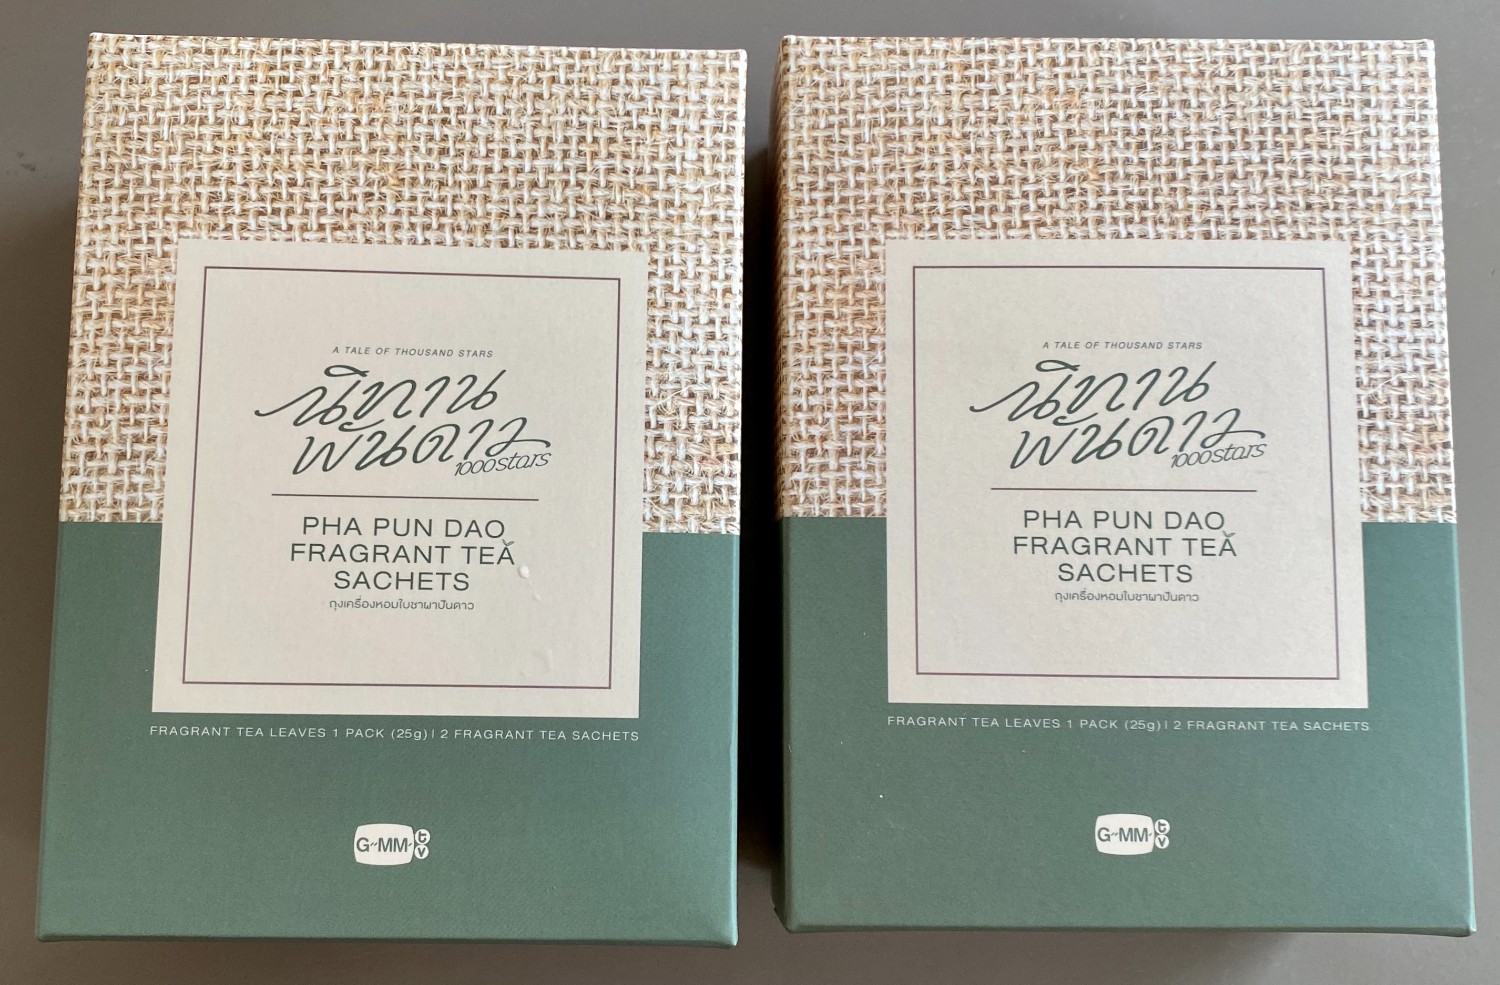 A TALE OF THOUSAND STARS
นิทาน
พันดาว
1000stars
PHA PUN DAO
FRAGRANT TEA
SACHETS
ถุงเครื่องหอมใบชาผาปันดาว
FRAGRANT TEA LEAVES 1 PACK (25g) | 2 FRAGRANT TEA SACHETS
G"MM' tv
A TALE OF THOUSAND STARS
นิทาน
พันดาว
1000stars
PHA PUN DAO
FRAGRANT TEA
SACHETS
ถุงเครื่องหอมใบชาผาปันดาว
FRAGRANT TEA LEAVES 1 PACK (25g) | 2 FRAGRANT TEA SACHETS
G"MM' tv